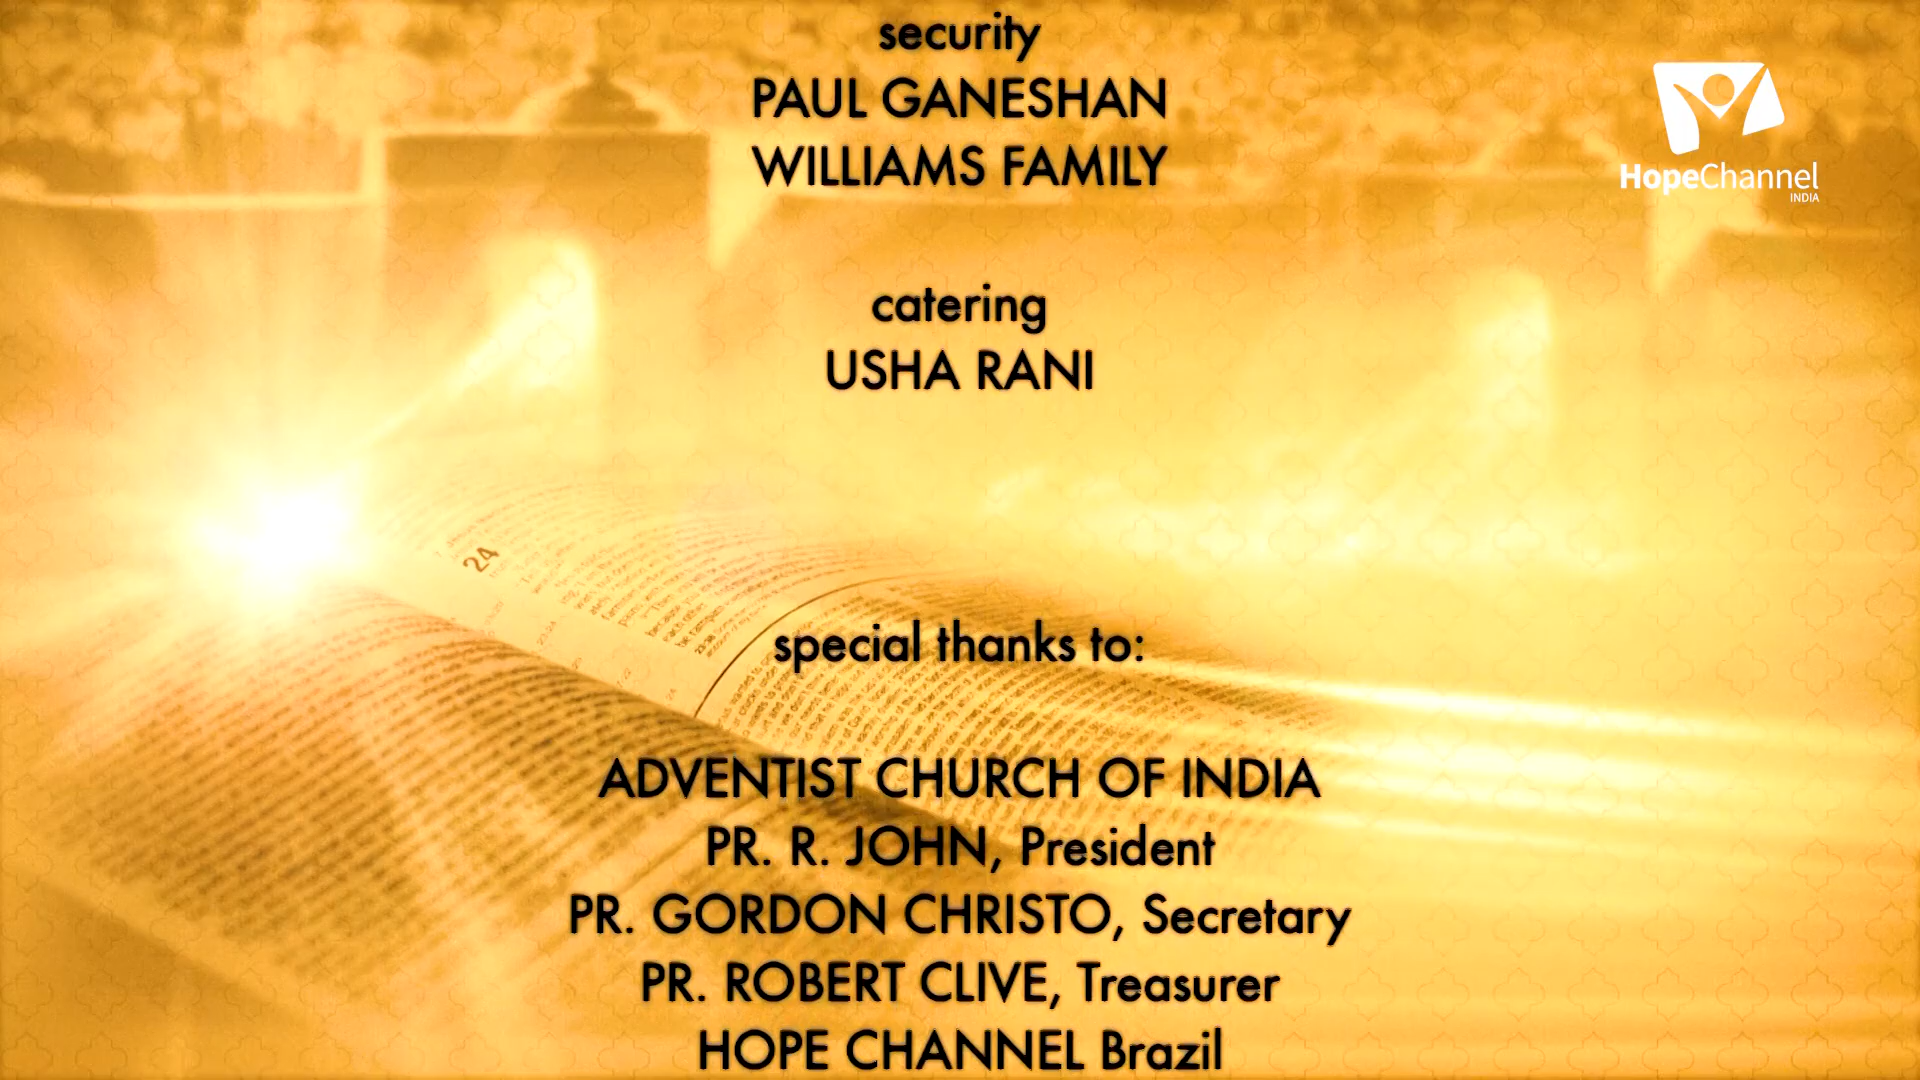 security
PAUL GANESHAN
WILLIAMS FAMILY
HopeChannel
INDIA
catering
USHA RANI
24
special thanks to:
ADVENTIST CHURCH OF INDIA
PR. R. JOHN, President
PR. GORDON CHRISTO, Secretary
PR. ROBERT CLIVE, Treasurer
HOPE CHANNEL Brazil